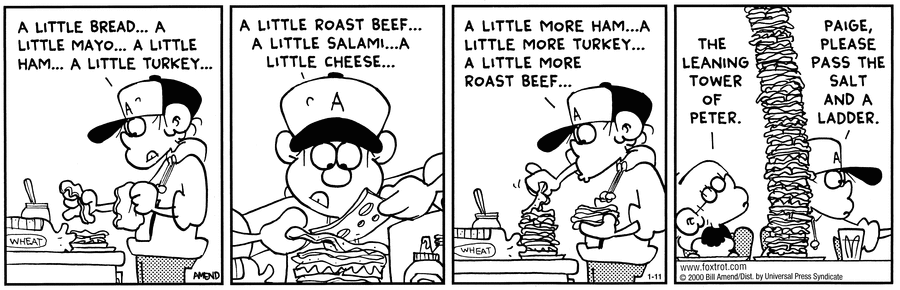 A LITTLE BREAD... A
LITTLE MAYO... A LITTLE
HAM... A LITTLE TURKEY...
A
WHEAT
AMEND
A LITTLE ROAST BEEF...
A LITTLE SALAMI...A
LITTLE CHEESE...
A
A LITTLE MORE HAM...A
LITTLE MORE TURKEY...
A LITTLE MORE
ROAST BEEF...
A
WHEAT
1-11
THE
LEANING
TOWER
OF
PETER.
PAIGE,
PLEASE
PASS THE
SALT
AND A
LADDER.
A
www.foxtrot.com
© 2000 Bill Amend/Dist. by Universal Press Syndicate